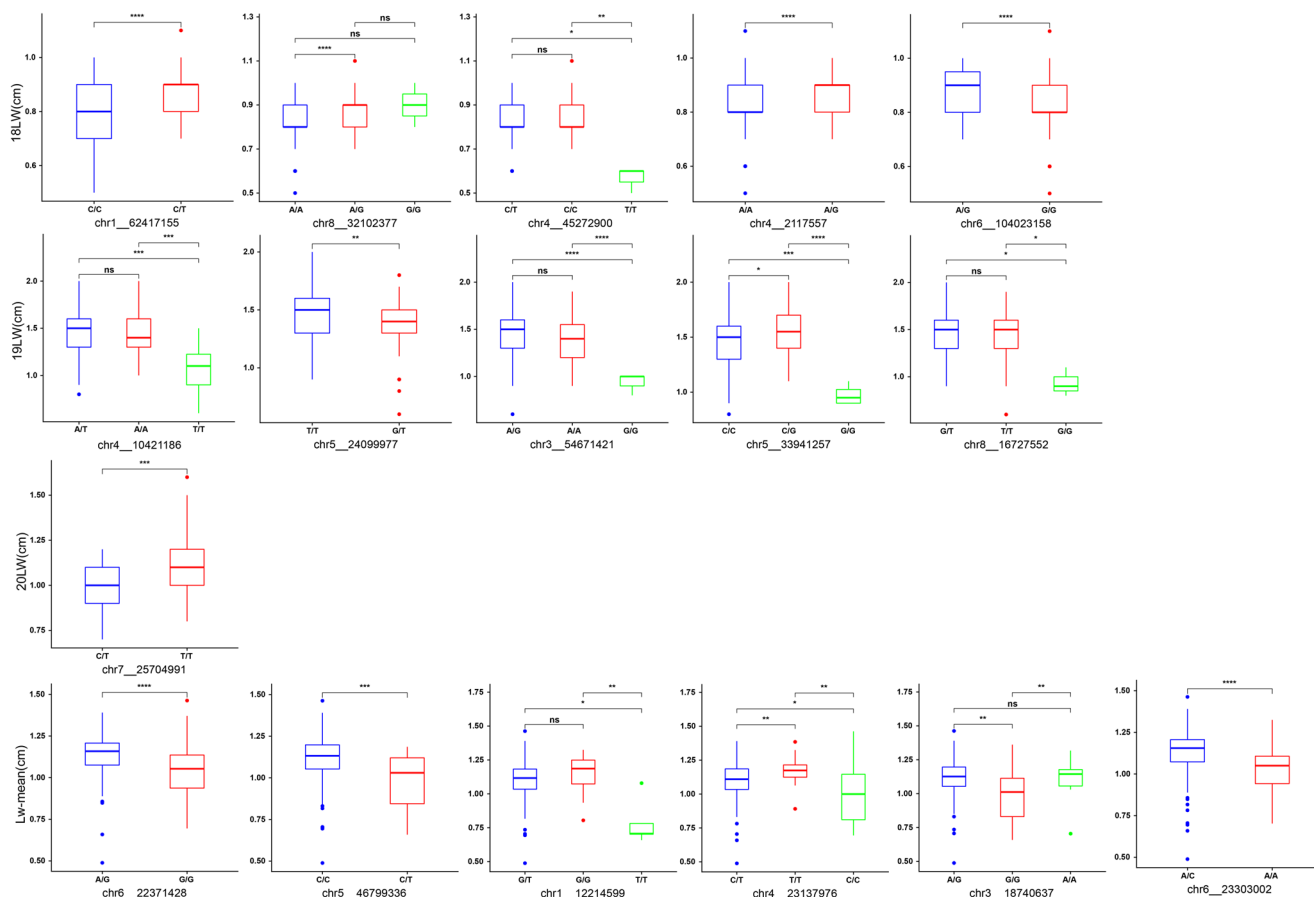 **** ns ns **** ** * ns **** ****
18LW(cm)
1.0 0.8 0.6
C/C C/T
chr1__62417155
1.3 1.1 0.9 0.7 0.5
A/A A/G G/G
chr8__32102377
1.3 1.1 0.9 0.7 0.5
C/T C/C T/T
chr4__45272900
1.0 0.8 0.6
A/A A/G
chr4__2117557
1.0 0.8 0.6
A/G G/G
chr6__104023158
*** *** ns ** **** **** ns **** *** * * * ns
19LW(cm)
2.0 1.5 1.0
A/T A/A T/T
chr4__10421186
2.0 1.5 1.0
T/T G/T
chr5__24099977
2.0 1.5 1.0
A/G A/A G/G
chr3__54671421
2.0 1.5 1.0
C/C C/G G/G
chr5__33941257
2.0 1.5 1.0
G/T T/T G/G
chr8__16727552
***
20LW(cm)
1.50 1.25 1.00 0.75
C/T T/T
chr7__25704991
**** *** ** * ns ** * ** ** ns ** ****
Lw-mean(cm)
1.50 1.25 1.00 0.75 0.50
A/G G/G
chr6 22371428
1.50 1.25 1.00 0.75 0.50
C/C C/T
chr5 46799336
1.75 1.50 1.25 1.00 0.75 0.50
G/T G/G T/T
chr1 12214599
1.75 1.50 1.25 1.00 0.75 0.50
C/T T/T C/C
chr4 23137976
1.75 1.50 1.25 1.00 0.75 0.50
A/G G/G A/A
chr3 18740637
1.50 1.25 1.00 0.75 0.50
A/C A/A
chr6__23303002